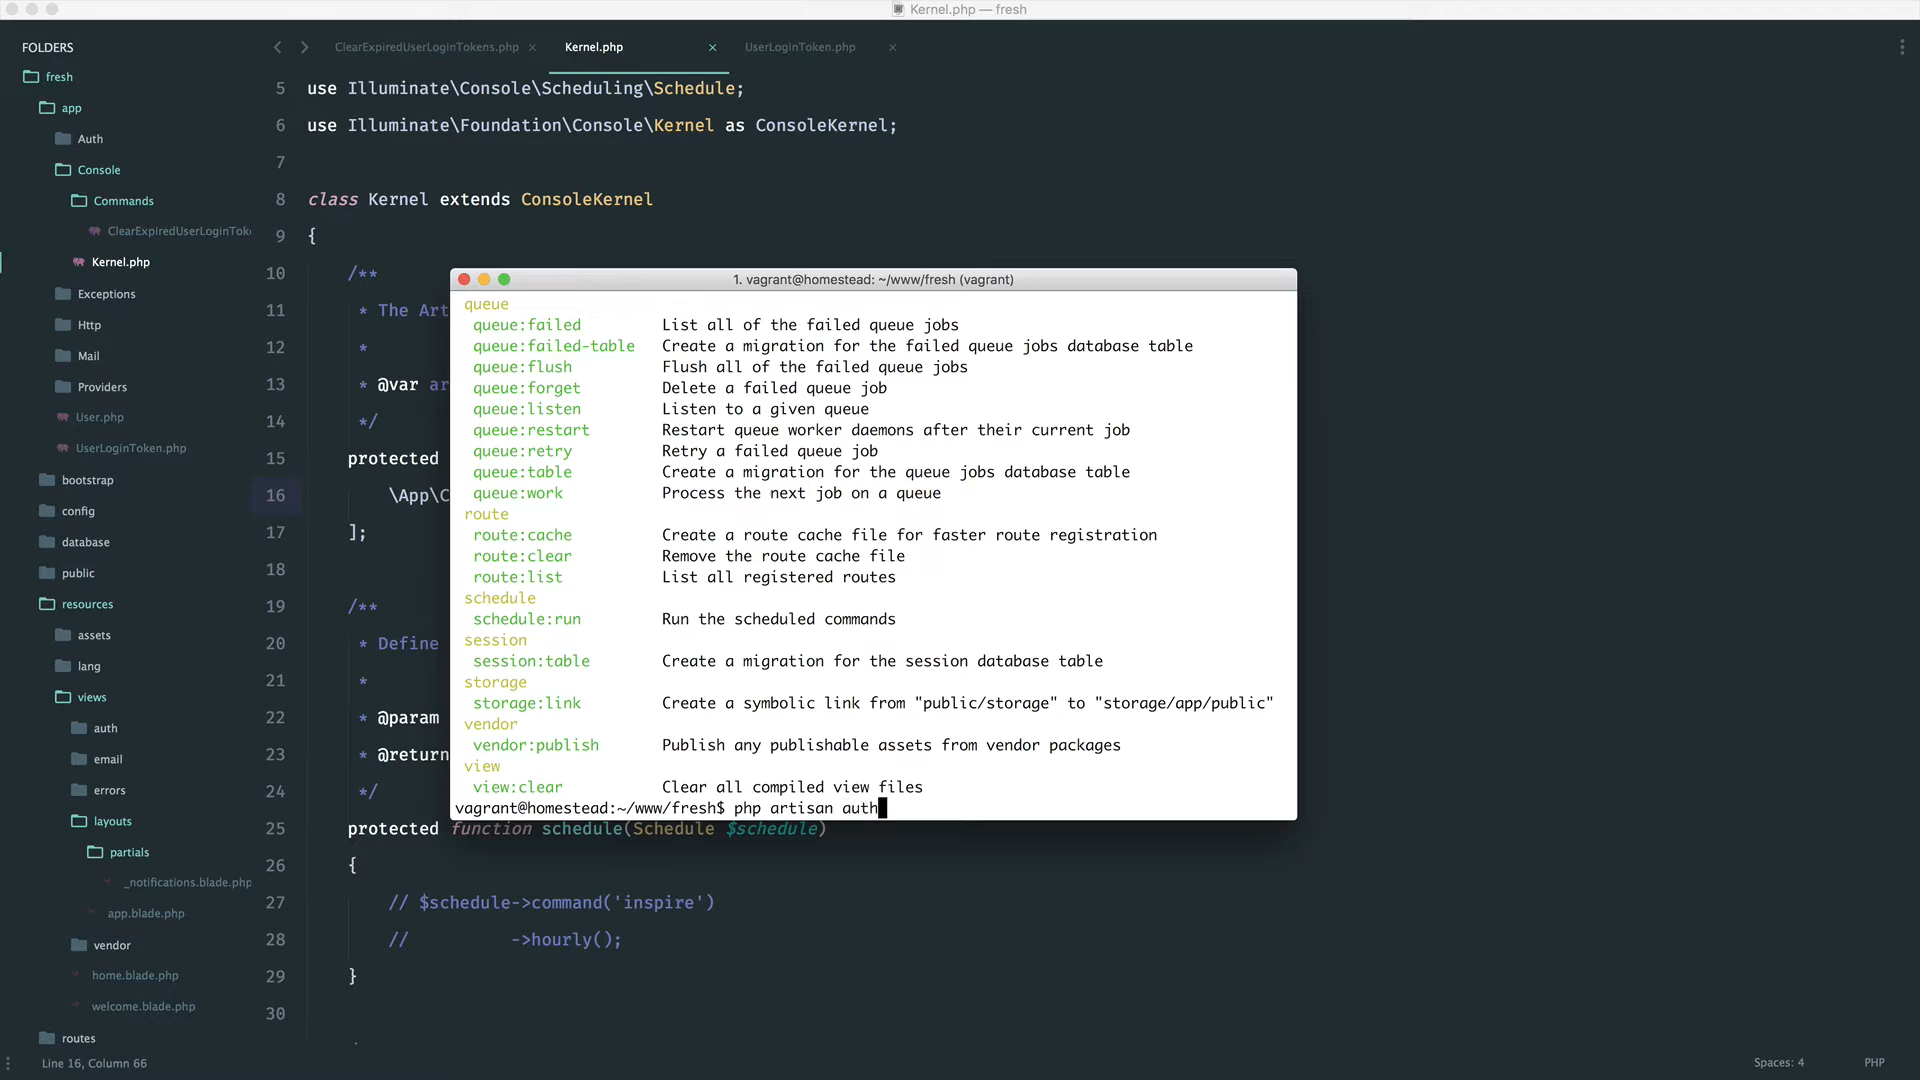 Kernel.php — fresh
FOLDERS
fresh
app
Auth
Console
Commands
ClearExpiredUserLoginTok
Kernel.php
Exceptions
Http
Mail
Providers
User.php
UserLoginToken.php
bootstrap
config
database
public
resources
assets
lang
views
auth
email
errors
layouts
partials
_notifications.blade.php
app.blade.php
vendor
home.blade.php
welcome.blade.php
routes
ClearExpiredUserLoginTokens.php ×
Kernel.php ×
UserLoginToken.php ×
5 use Illuminate\Console\Scheduling\Schedule;
6 use Illuminate\Foundation\Console\Kernel as ConsoleKernel;
7
8 class Kernel extends ConsoleKernel
9 {
10 /**
11 * The Art
12 *
13 * @var ar
14 */
15 protected
16 \App\C
17 ];
18
19 /**
20 * Define
21 *
22 * @param
23 * @return
24 */
25 protected function schedule(Schedule $schedule)
26 {
27 // $schedule->command('inspire')
28 // ->hourly();
29 }
30
1. vagrant@homestead: ~/www/fresh (vagrant)
queue
queue:failed List all of the failed queue jobs
queue:failed-table Create a migration for the failed queue jobs database table
queue:flush Flush all of the failed queue jobs
queue:forget Delete a failed queue job
queue:listen Listen to a given queue
queue:restart Restart queue worker daemons after their current job
queue:retry Retry a failed queue job
queue:table Create a migration for the queue jobs database table
queue:work Process the next job on a queue
route
route:cache Create a route cache file for faster route registration
route:clear Remove the route cache file
route:list List all registered routes
schedule
schedule:run Run the scheduled commands
session
session:table Create a migration for the session database table
storage
storage:link Create a symbolic link from "public/storage" to "storage/app/public"
vendor
vendor:publish Publish any publishable assets from vendor packages
view
view:clear Clear all compiled view files
vagrant@homestead:~/www/fresh$ php artisan auth
Line 16, Column 66
Spaces: 4
PHP